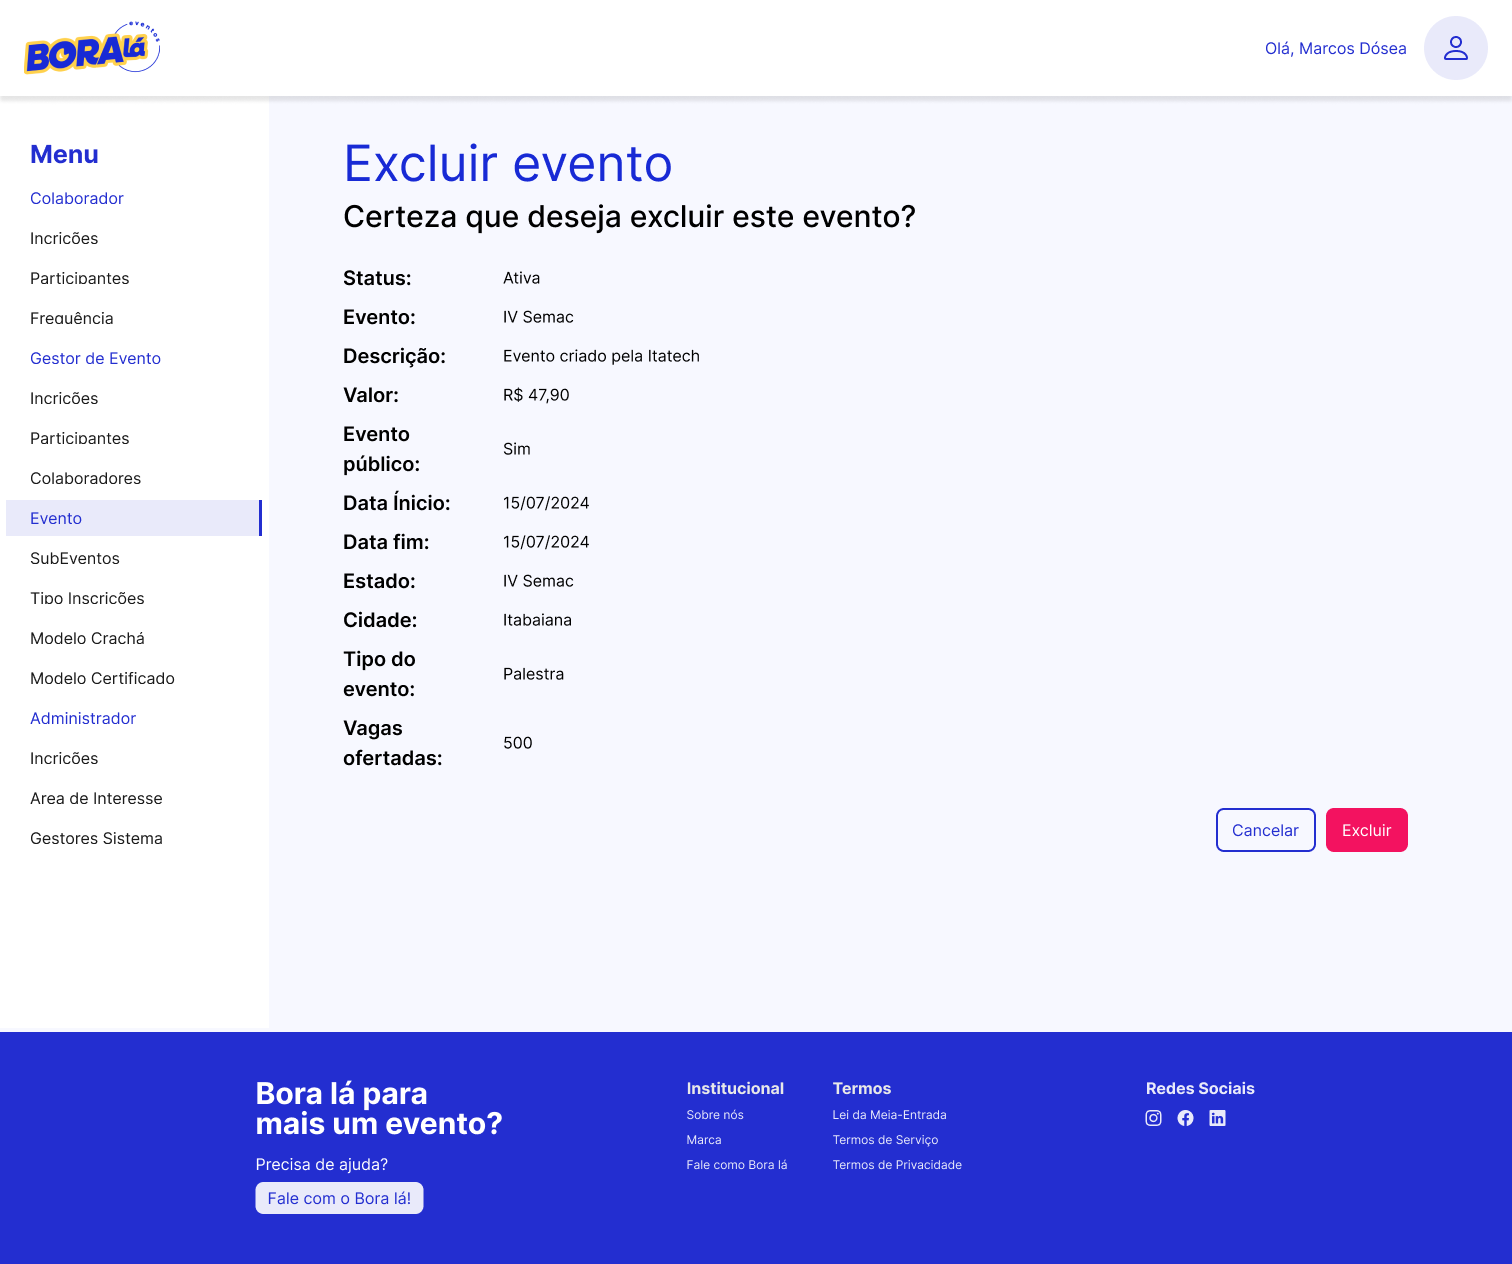 BORA lá eventos
Olá, Marcos Dósea
Menu
Colaborador
Incrições
Participantes
Frequência
Gestor de Evento
Incrições
Participantes
Colaboradores
Evento
SubEventos
Tipo Inscrições
Modelo Crachá
Modelo Certificado
Administrador
Incrições
Area de Interesse
Gestores Sistema
Excluir evento
Certeza que deseja excluir este evento?
Status: Ativa
Evento: IV Semac
Descrição: Evento criado pela Itatech
Valor: R$ 47,90
Evento
público: Sim
Data Ínicio: 15/07/2024
Data fim: 15/07/2024
Estado: IV Semac
Cidade: Itabaiana
Tipo do
evento: Palestra
Vagas
ofertadas: 500
Cancelar Excluir
Bora lá para
mais um evento?
Precisa de ajuda?
Fale com o Bora lá!
Institucional
Sobre nós
Marca
Fale como Bora lá
Termos
Lei da Meia-Entrada
Termos de Serviço
Termos de Privacidade
Redes Sociais